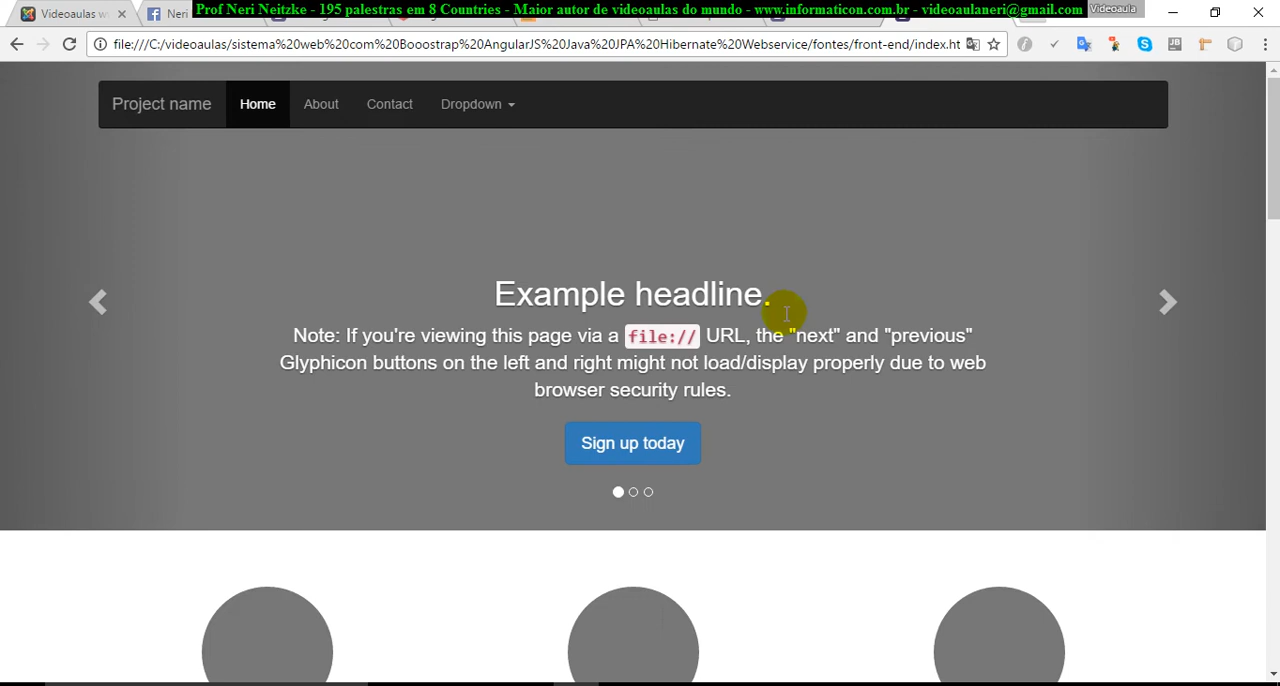 Videoaulas w
Neri
Prof Neri Neitzke - 195 palestras em 8 Countries - Maior autor de videoaulas do mundo - www.informaticon.com.br - videoaulaneri@gmail.com
Videoaula
file:///C:/videoaulas/sistema%20web%20com%20Booostrap%20AngularJS%20Java%20JPA%20Hibernate%20Webservice/fontes/front-end/index.ht
Project name Home About Contact Dropdown
Example headline.
Note: If you're viewing this page via a file:// URL, the "next" and "previous"
Glyphicon buttons on the left and right might not load/display properly due to web
browser security rules.
Sign up today